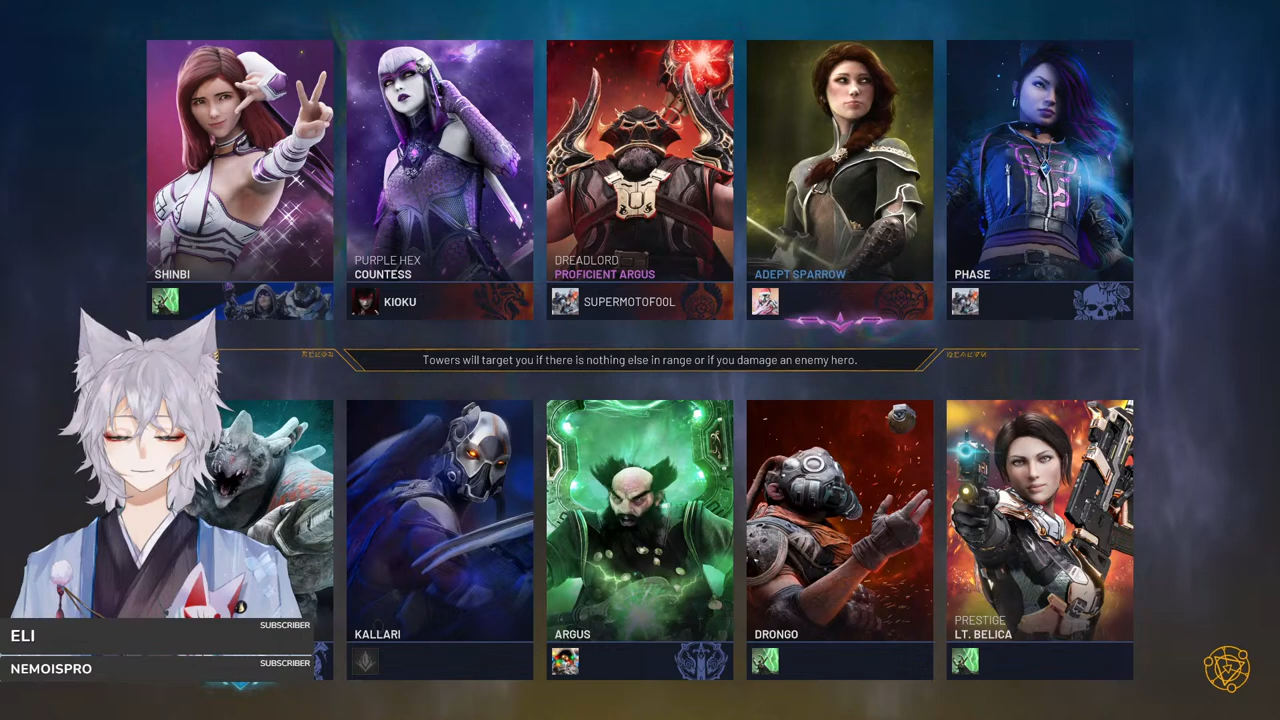 SHINBI
PURPLE HEX
COUNTESS
DREADLORD
PROFICIENT ARGUS
ADEPT SPARROW
PHASE
KIOKU
SUPERMOTOFOOL
Towers will target you if there is nothing else in range or if you damage an enemy hero.
KALLARI
ARGUS
DRONGO
PRESTIGE
LT. BELICA
SUBSCRIBER
ELI
SUBSCRIBER
NEMOISPRO